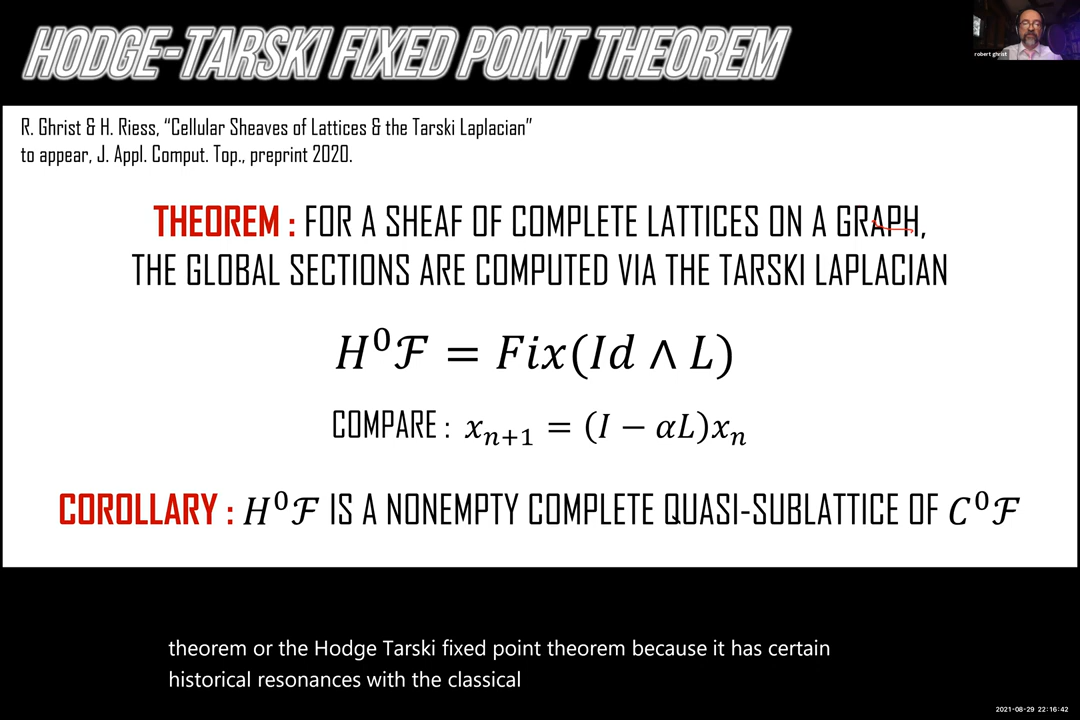 HODGE-TARSKI FIXED POINT THEOREM
robert ghrist
R. Ghrist & H. Riess, “Cellular Sheaves of Lattices & the Tarski Laplacian”
to appear, J. Appl. Comput. Top., preprint 2020.
THEOREM : FOR A SHEAF OF COMPLETE LATTICES ON A GRAPH,
THE GLOBAL SECTIONS ARE COMPUTED VIA THE TARSKI LAPLACIAN
H⁰ℱ = Fix(Id ∧ L)
COMPARE : xₙ₊₁ = (I − αL)xₙ
COROLLARY : H⁰ℱ IS A NONEMPTY COMPLETE QUASI-SUBLATTICE OF C⁰ℱ
theorem or the Hodge Tarski fixed point theorem because it has certain
historical resonances with the classical
2021-08-29 22:16:42